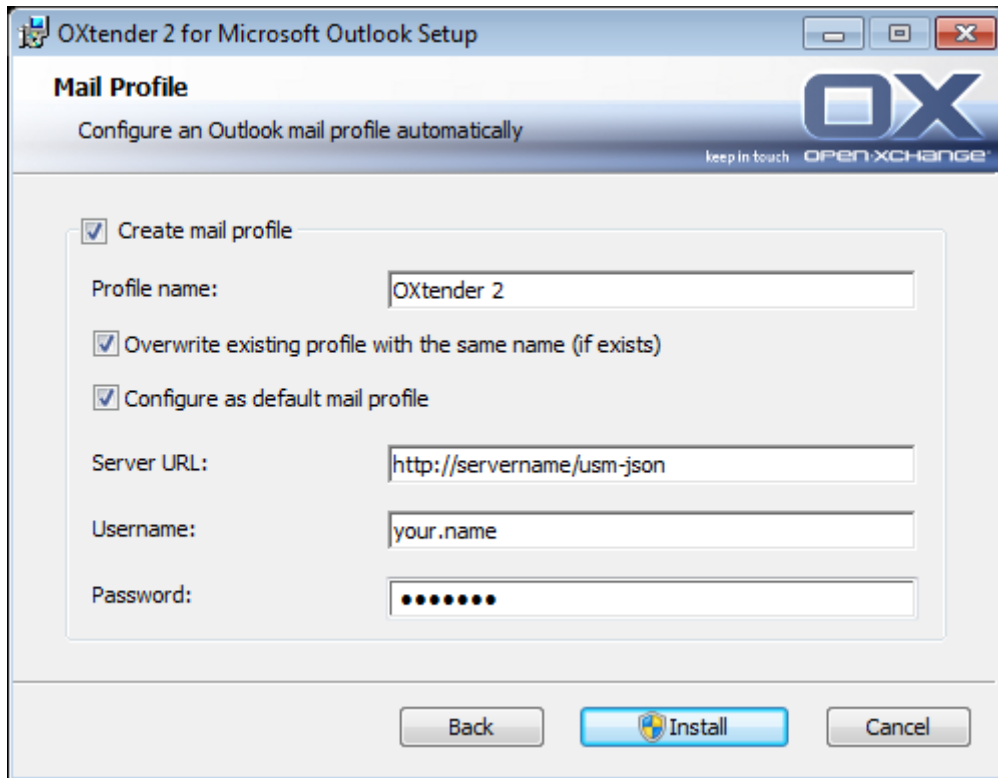 OXtender 2 for Microsoft Outlook Setup
Mail Profile
Configure an Outlook mail profile automatically
OX
keep in touch OPEN-XCHANGE
Create mail profile
Profile name: OXtender 2
Overwrite existing profile with the same name (if exists)
Configure as default mail profile
Server URL: http://servername/usm-json
Username: your.name
Password: •••••••
Back Install Cancel